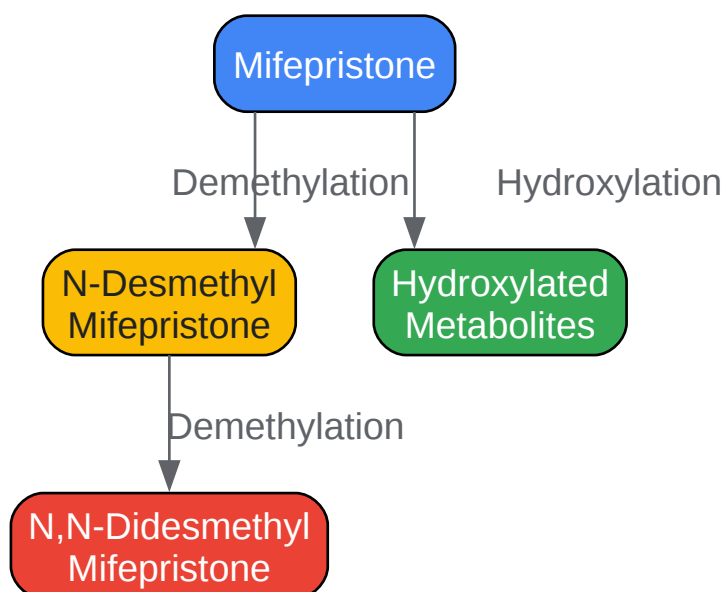 Mifepristone
Demethylation
Hydroxylation
N-Desmethyl
Mifepristone
Hydroxylated
Metabolites
Demethylation
N,N-Didesmethyl
Mifepristone